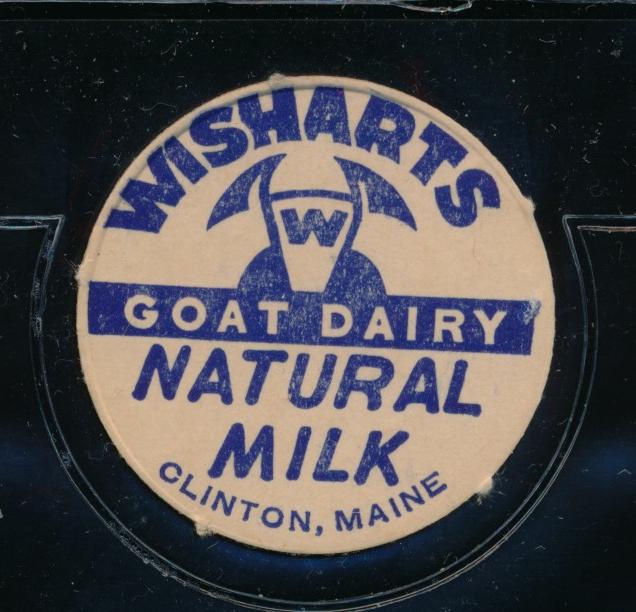 WISHARTS
W
GOAT DAIRY
NATURAL
MILK
CLINTON, MAINE